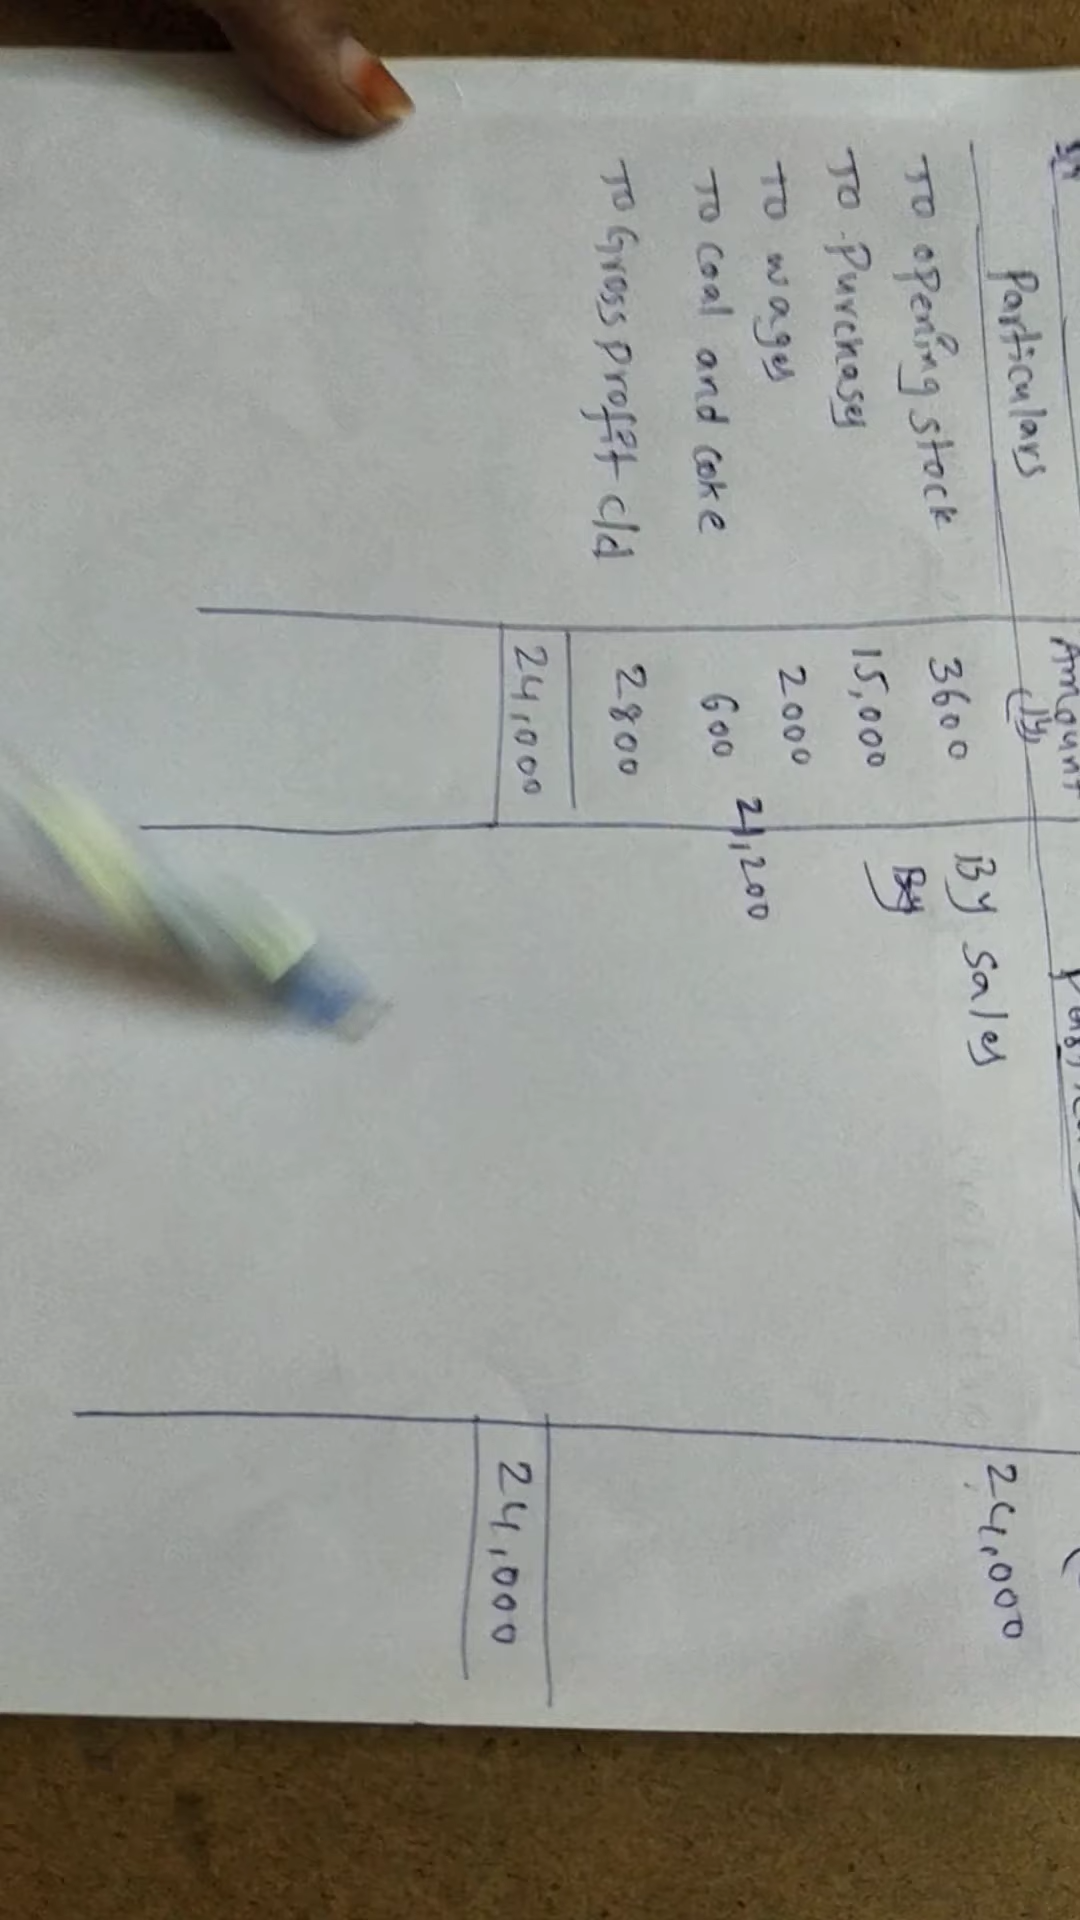 Particulars Amount
To opening stock 3600 By Sales 24,000
To Purchases 15,000 By
To wages 2000
To coal and coke 600 21,200
To Gross profit c/d 2800
24,000 24,000